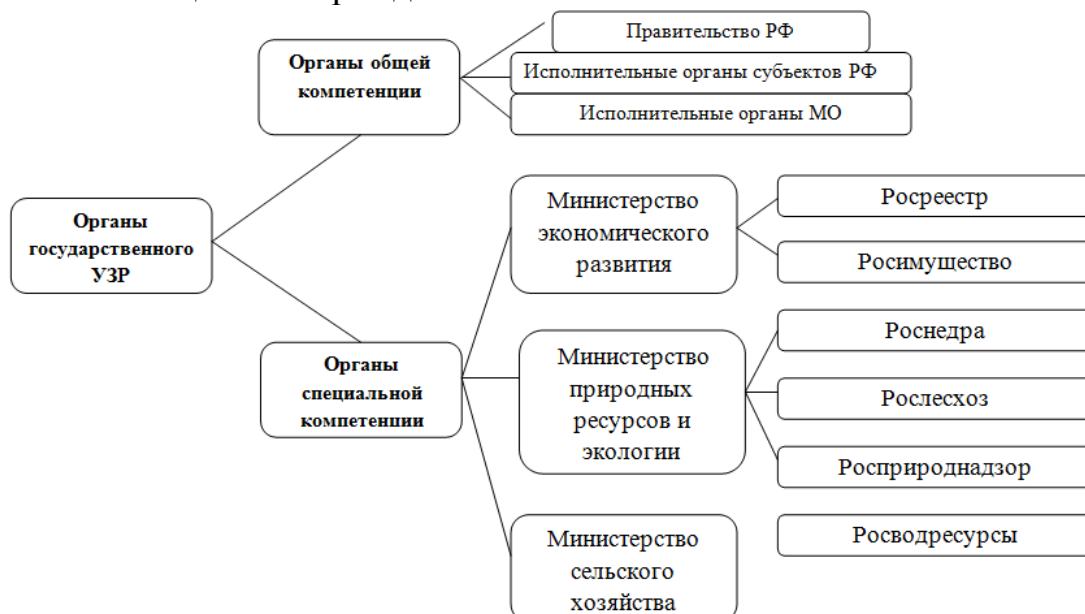 Правительство РФ
Органы общей
компетенции
Исполнительные органы субъектов РФ
Исполнительные органы МО
Органы
государственного
УЗР
Министерство
экономического
развития
Росреестр
Росимущество
Органы
специальной
компетенции
Министерство
природных
ресурсов и
экологии
Роснедра
Рослесхоз
Росприроднадзор
Министерство
сельского
хозяйства
Росводресурсы